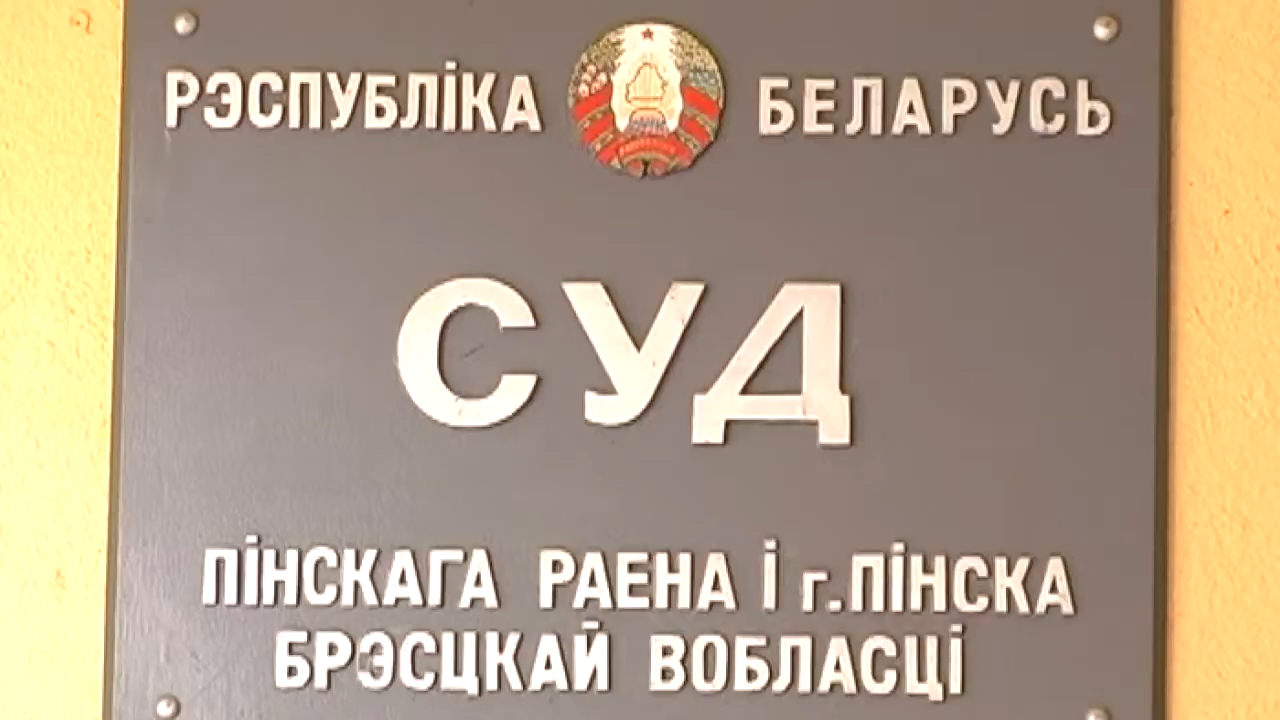 РЭСПУБЛІКА БЕЛАРУСЬ
СУД
ПІНСКАГА РАЕНА І г.ПІНСКА
БРЭСЦКАЙ ВОБЛАСЦІ